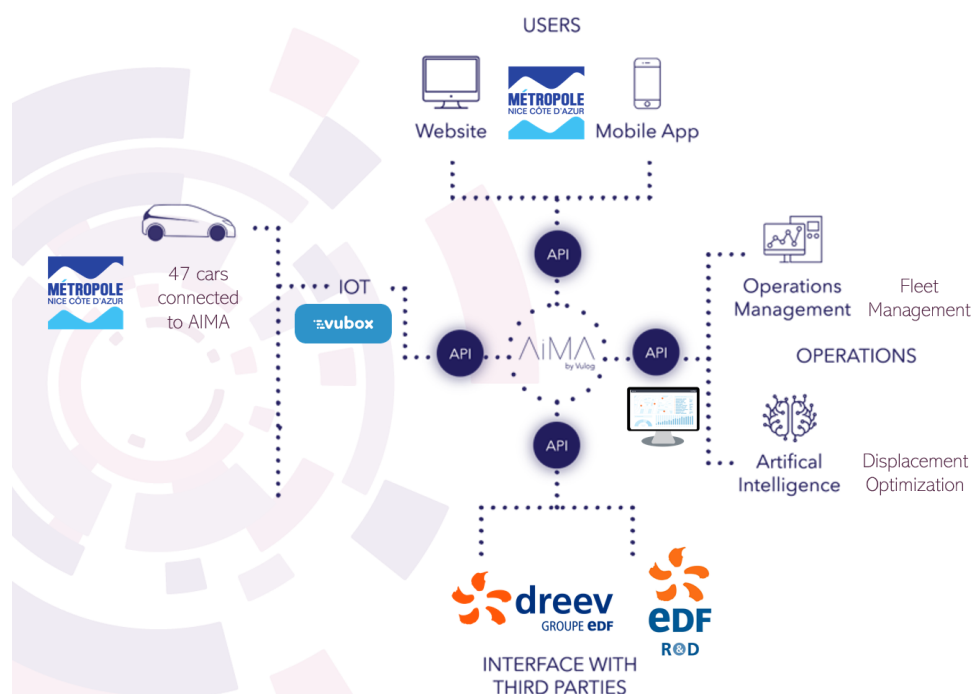 USERS
MÉTROPOLE
NICE CÔTE D'AZUR
Website
Mobile App
API
47 cars
connected
to AIMA
MÉTROPOLE
NICE CÔTE D'AZUR
IOT
vubox
API
AiMA
by Vulog
API
Operations
Management
Fleet
Management
OPERATIONS
Artifical
Intelligence
Displacement
Optimization
API
dreev
GROUPE eDF
eDF
R&D
INTERFACE WITH
THIRD PARTIES